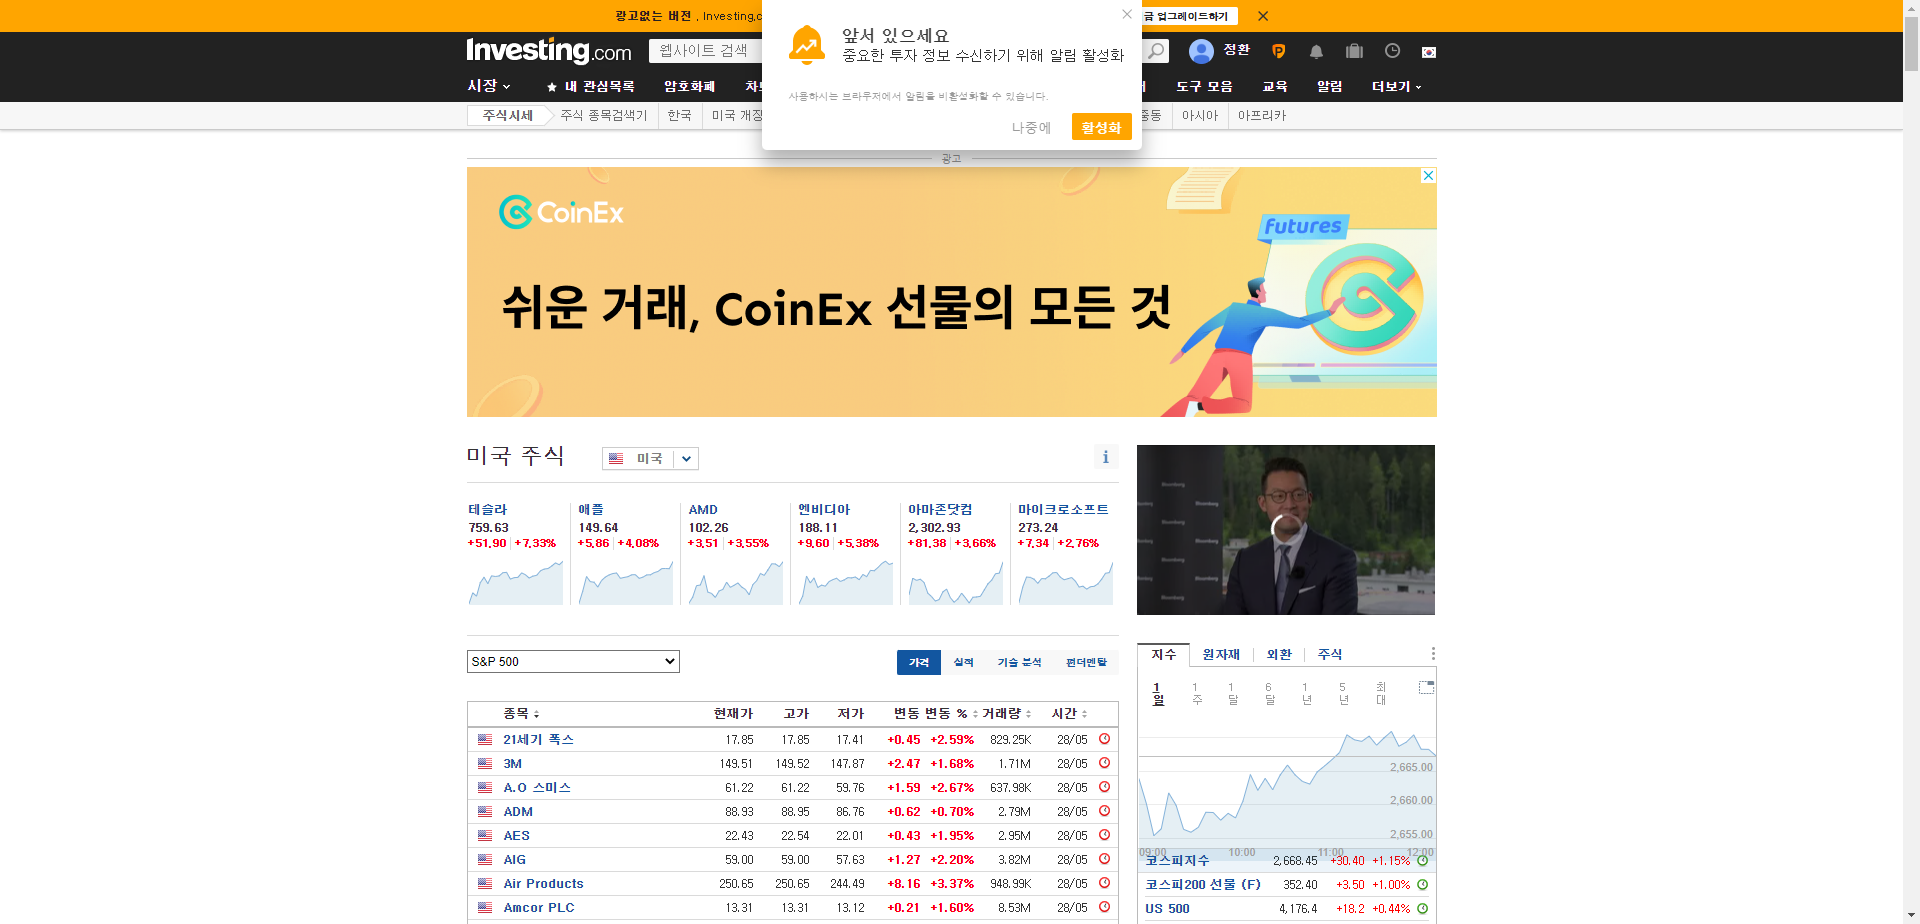 광고없는 버전 , Investing.c
금 업그레이드하기
앞서 있으세요
중요한 투자 정보 수신하기 위해 알림 활성화
사용하시는 브라우저에서 알림을 비활성화할 수 있습니다.
나중에
활성화
Investing.com
웹사이트 검색
정환
시장
내 관심목록
암호화폐
도구 모음
교육
알림
더보기
주식시세
주식 종목검색기
한국
미국 개장
중동
아시아
아프리카
광고
CoinEx
futures
쉬운 거래, CoinEx 선물의 모든 것
미국 주식
미국
테슬라
759.63
+51.90 +7.33%
애플
149.64
+5.86 +4.08%
AMD
102.26
+3.51 +3.55%
엔비디아
188.11
+9.60 +5.38%
아마존닷컴
2,302.93
+81.38 +3.66%
마이크로소프트
273.24
+7.34 +2.76%
Bloomberg
S&P 500
가격 실적 기술 분석 펀더멘탈
종목 현재가 고가 저가 변동 변동 % 거래량 시간
21세기 폭스 17.85 17.85 17.41 +0.45 +2.59% 829.25K 28/05
3M 149.51 149.52 147.87 +2.47 +1.68% 1.71M 28/05
A.O 스미스 61.22 61.22 59.76 +1.59 +2.67% 637.98K 28/05
ADM 88.93 88.95 86.76 +0.62 +0.70% 2.79M 28/05
AES 22.43 22.54 22.01 +0.43 +1.95% 2.95M 28/05
AIG 59.00 59.00 57.63 +1.27 +2.20% 3.82M 28/05
Air Products 250.65 250.65 244.49 +8.16 +3.37% 948.99K 28/05
Amcor PLC 13.31 13.31 13.12 +0.21 +1.60% 8.53M 28/05
지수 원자재 외환 주식
1일 1주 1달 6달 1년 5년 최대
2,665.00
2,660.00
2,655.00
09:00 10:00 11:00 12:00
코스피지수 2,668.45 +30.40 +1.15%
코스피200 선물 (F) 352.40 +3.50 +1.00%
US 500 4,176.4 +18.2 +0.44%